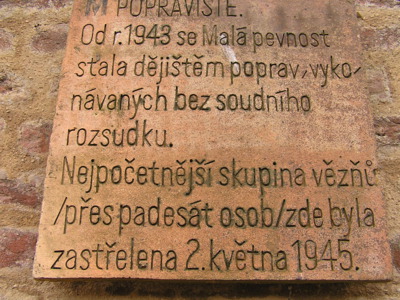 POPRAVIŠTĚ.
Od r. 1943 se Malá pevnost
stala dějištěm poprav, vyko-
návaných bez soudního
rozsudku.
Nejpočetnější skupina vězňů
/přes padesát osob/zde byla
zastřelena 2. května 1945.